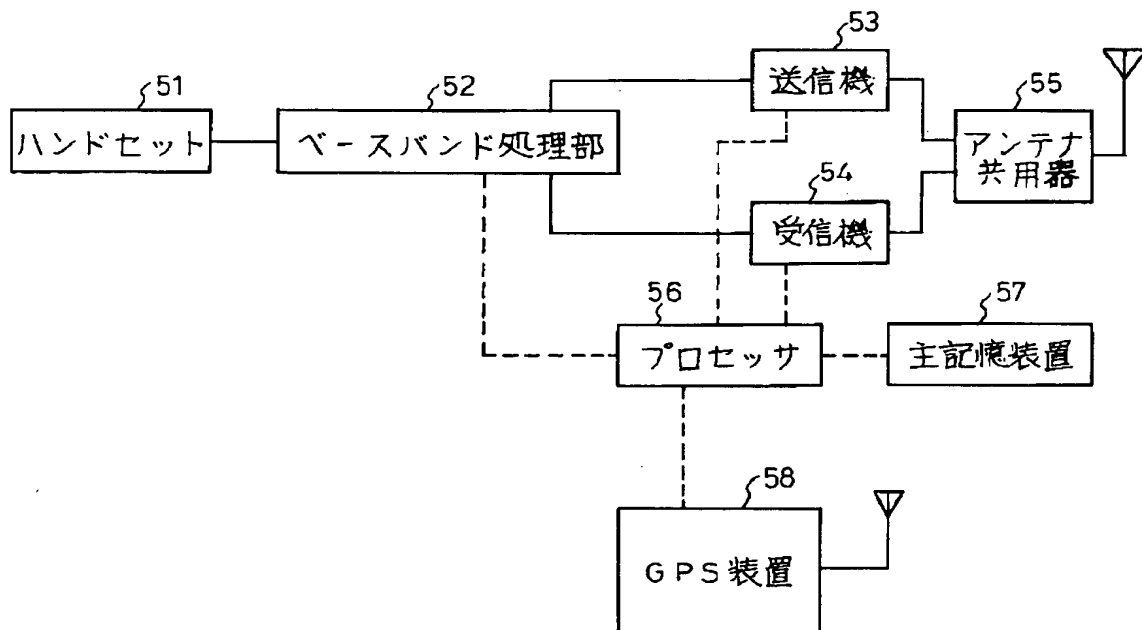 53
送信機
51
ハンドセット
52
ベースバンド処理部
55
アンテナ
共用器
54
受信機
56
プロセッサ
57
主記憶装置
58
GPS装置